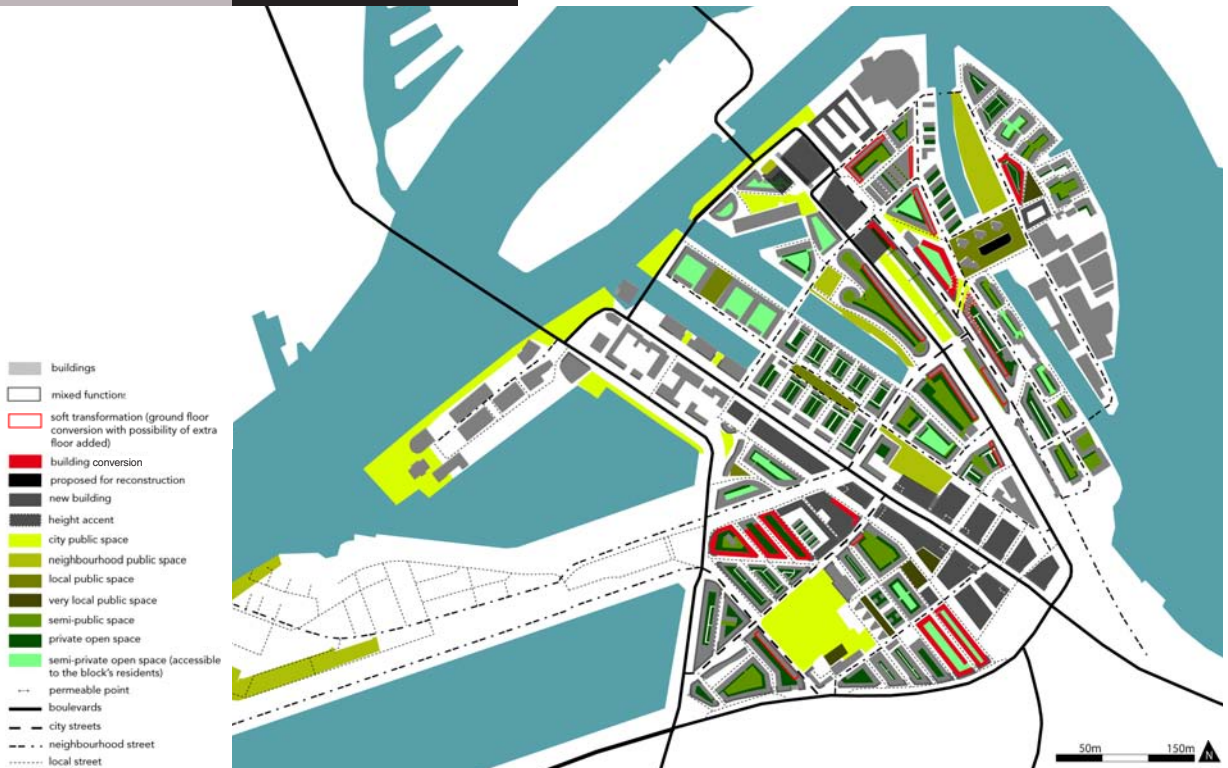 buildings
mixed functions
soft transformation (ground floor
conversion with possibility of extra
floor added)
building conversion
proposed for reconstruction
new building
height accent
city public space
neighbourhood public space
local public space
very local public space
semi-public space
private open space
semi-private open space (accessible
to the block's residents)
permeable point
boulevards
city streets
neighbourhood street
local street
50m 150m N